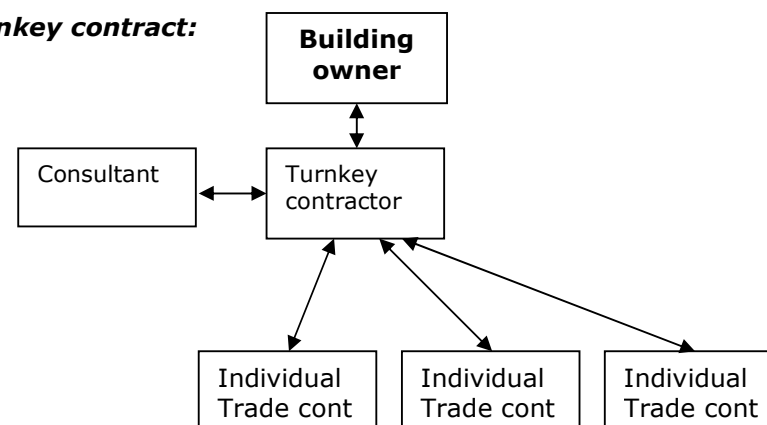 nkey contract:
Building
owner
Consultant
Turnkey
contractor
Individual
Trade cont
Individual
Trade cont
Individual
Trade cont